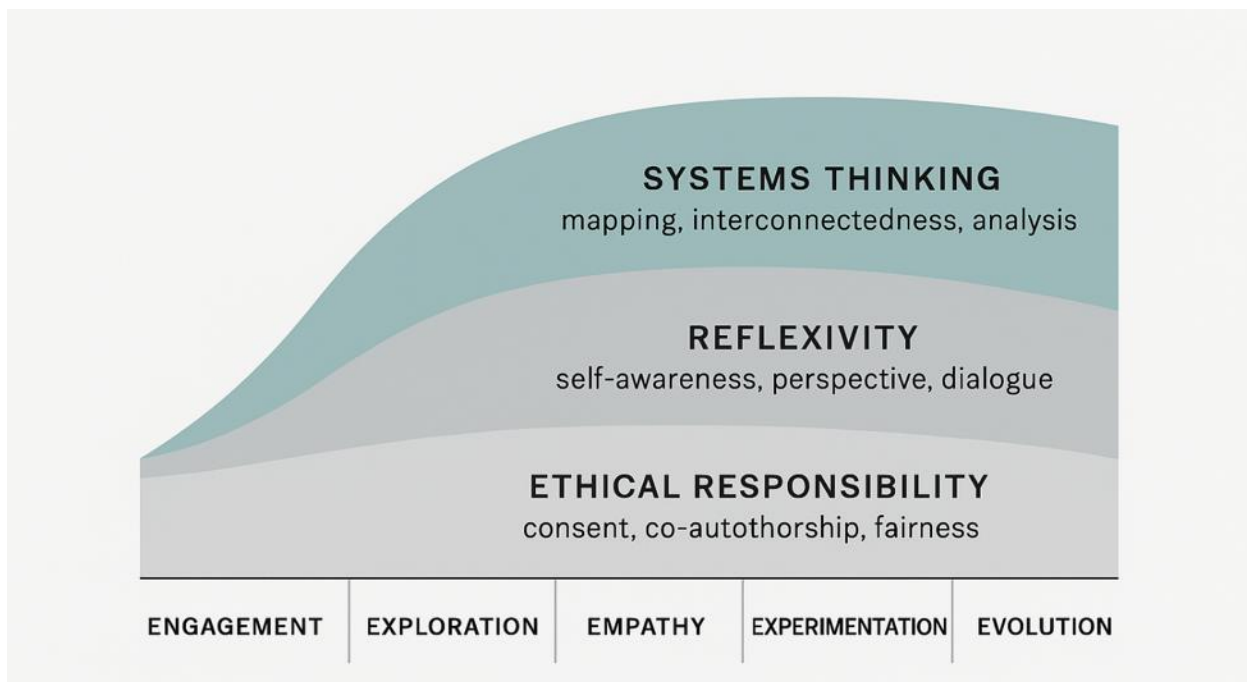 SYSTEMS THINKING
mapping, interconnectedness, analysis
REFLEXIVITY
self-awareness, perspective, dialogue
ETHICAL RESPONSIBILITY
consent, co-autothorship, fairness
ENGAGEMENT
EXPLORATION
EMPATHY
EXPERIMENTATION
EVOLUTION